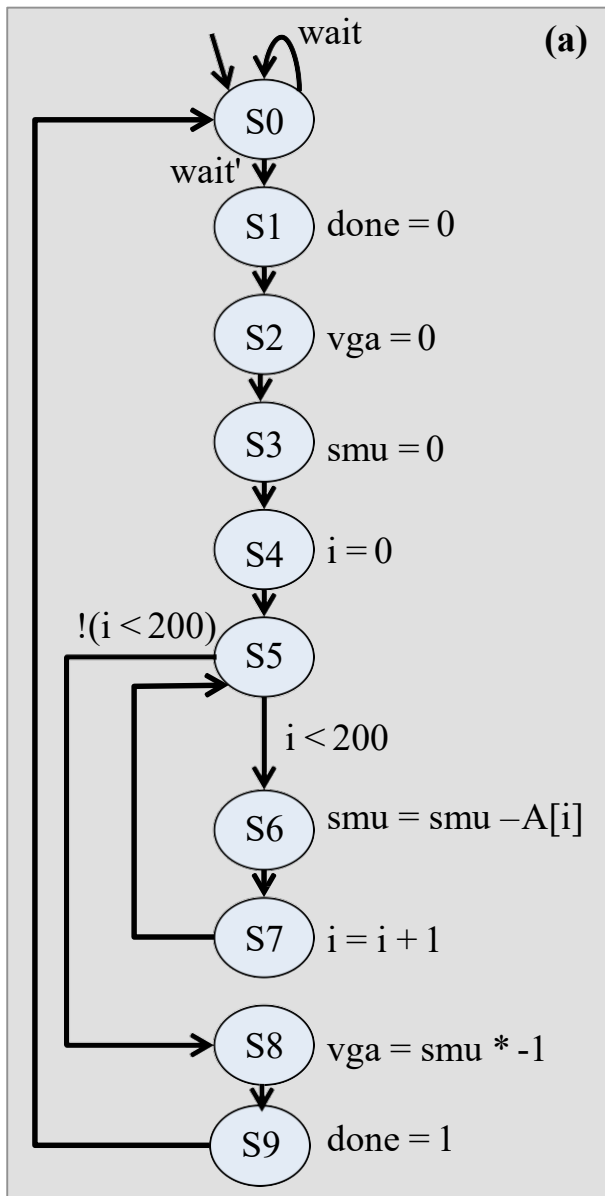 wait
(a)
S0
wait'
S1 done = 0
S2 vga = 0
S3 smu = 0
S4 i = 0
!(i < 200)
S5
i < 200
S6 smu = smu –A[i]
S7 i = i + 1
S8 vga = smu * -1
S9 done = 1